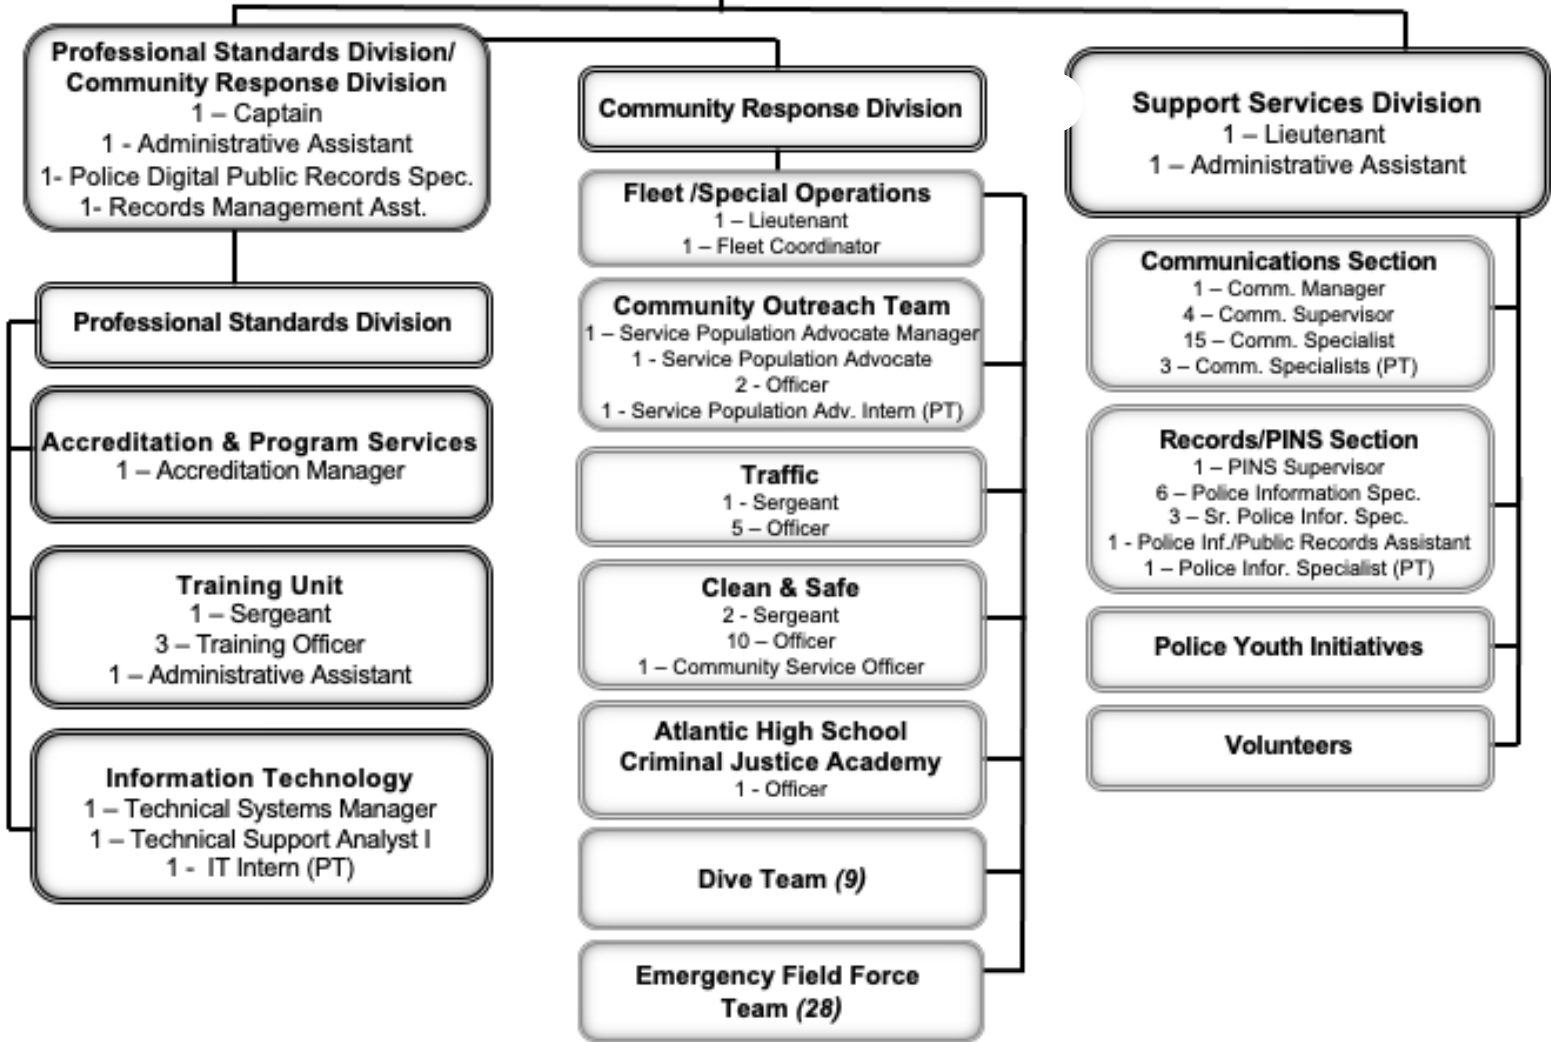 Professional Standards Division/
Community Response Division
1 – Captain
1 - Administrative Assistant
1- Police Digital Public Records Spec.
1- Records Management Asst.
Professional Standards Division
Accreditation & Program Services
1 – Accreditation Manager
Training Unit
1 – Sergeant
3 – Training Officer
1 – Administrative Assistant
Information Technology
1 – Technical Systems Manager
1 – Technical Support Analyst I
1 - IT Intern (PT)
Community Response Division
Fleet /Special Operations
1 – Lieutenant
1 – Fleet Coordinator
Community Outreach Team
1 – Service Population Advocate Manager
1 - Service Population Advocate
2 - Officer
1 - Service Population Adv. Intern (PT)
Traffic
1 - Sergeant
5 – Officer
Clean & Safe
2 - Sergeant
10 – Officer
1 – Community Service Officer
Atlantic High School
Criminal Justice Academy
1 - Officer
Dive Team (9)
Emergency Field Force
Team (28)
Support Services Division
1 – Lieutenant
1 – Administrative Assistant
Communications Section
1 – Comm. Manager
4 – Comm. Supervisor
15 – Comm. Specialist
3 – Comm. Specialists (PT)
Records/PINS Section
1 – PINS Supervisor
6 – Police Information Spec.
3 – Sr. Police Infor. Spec.
1 - Police Inf./Public Records Assistant
1 – Police Infor. Specialist (PT)
Police Youth Initiatives
Volunteers